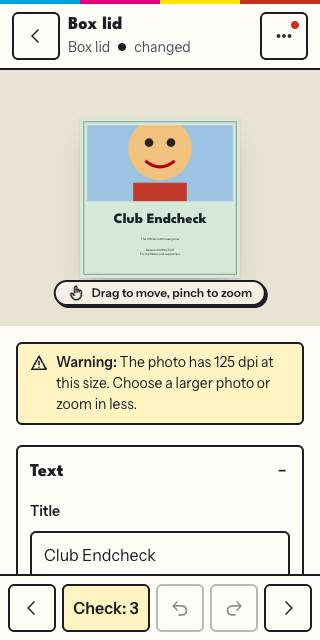 Box lid
Box lid ● changed
Club Endcheck
Drag to move, pinch to zoom
Warning: The photo has 125 dpi at
this size. Choose a larger photo or
zoom in less.
Text
Title
Club Endcheck
Check: 3